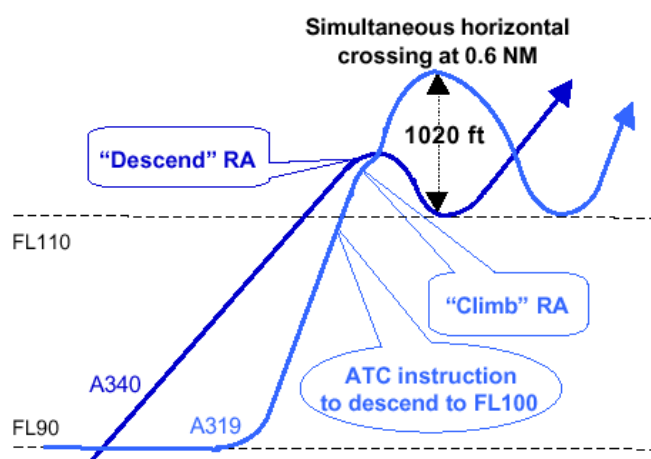 Simultaneous horizontal
crossing at 0.6 NM
“Descend” RA
1020 ft
FL110
“Climb” RA
A340
ATC instruction
to descend to FL100
FL90
A319